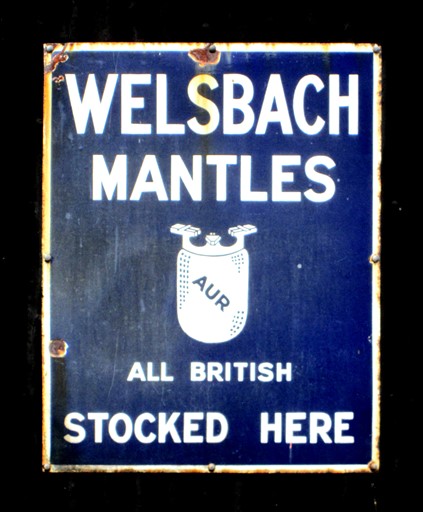 WELSBACH
MANTLES
AUR
ALL BRITISH
STOCKED HERE